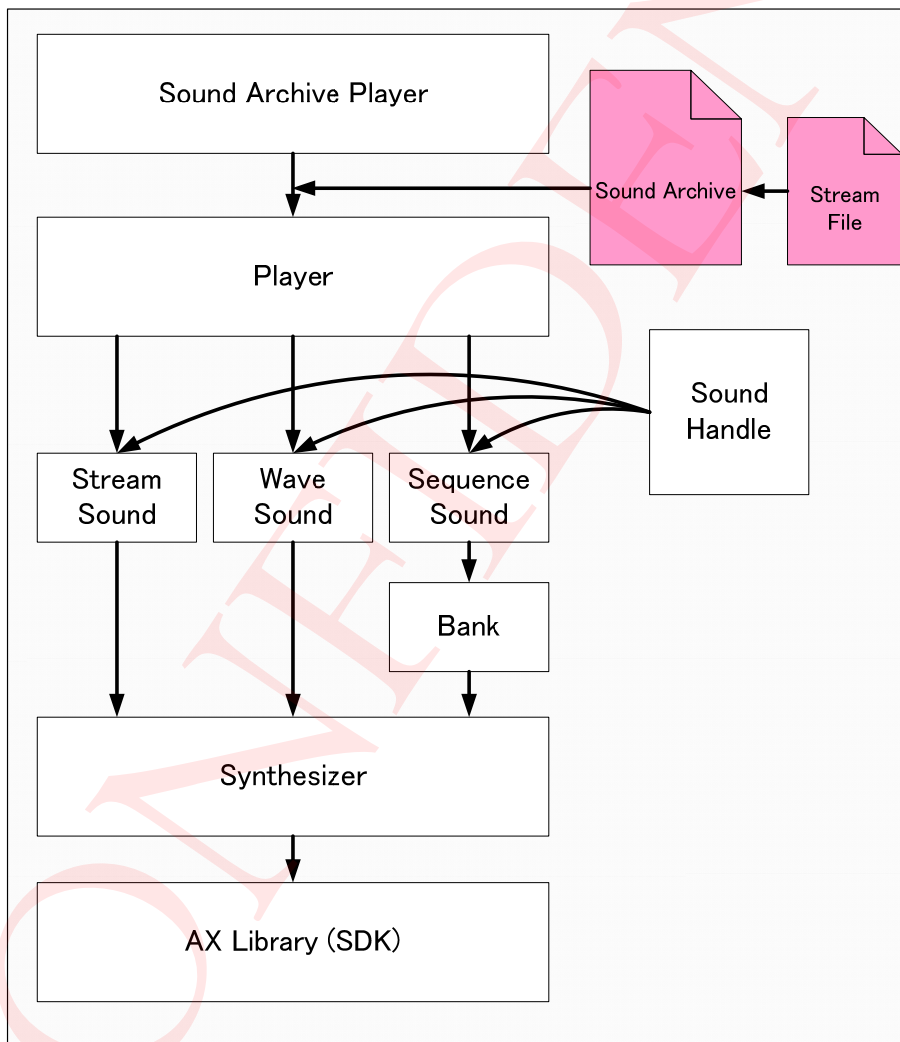 Sound Archive Player
Sound Archive
Stream
File
Player
Sound
Handle
Stream
Sound
Wave
Sound
Sequence
Sound
Bank
Synthesizer
AX Library (SDK)
ONFIDEN